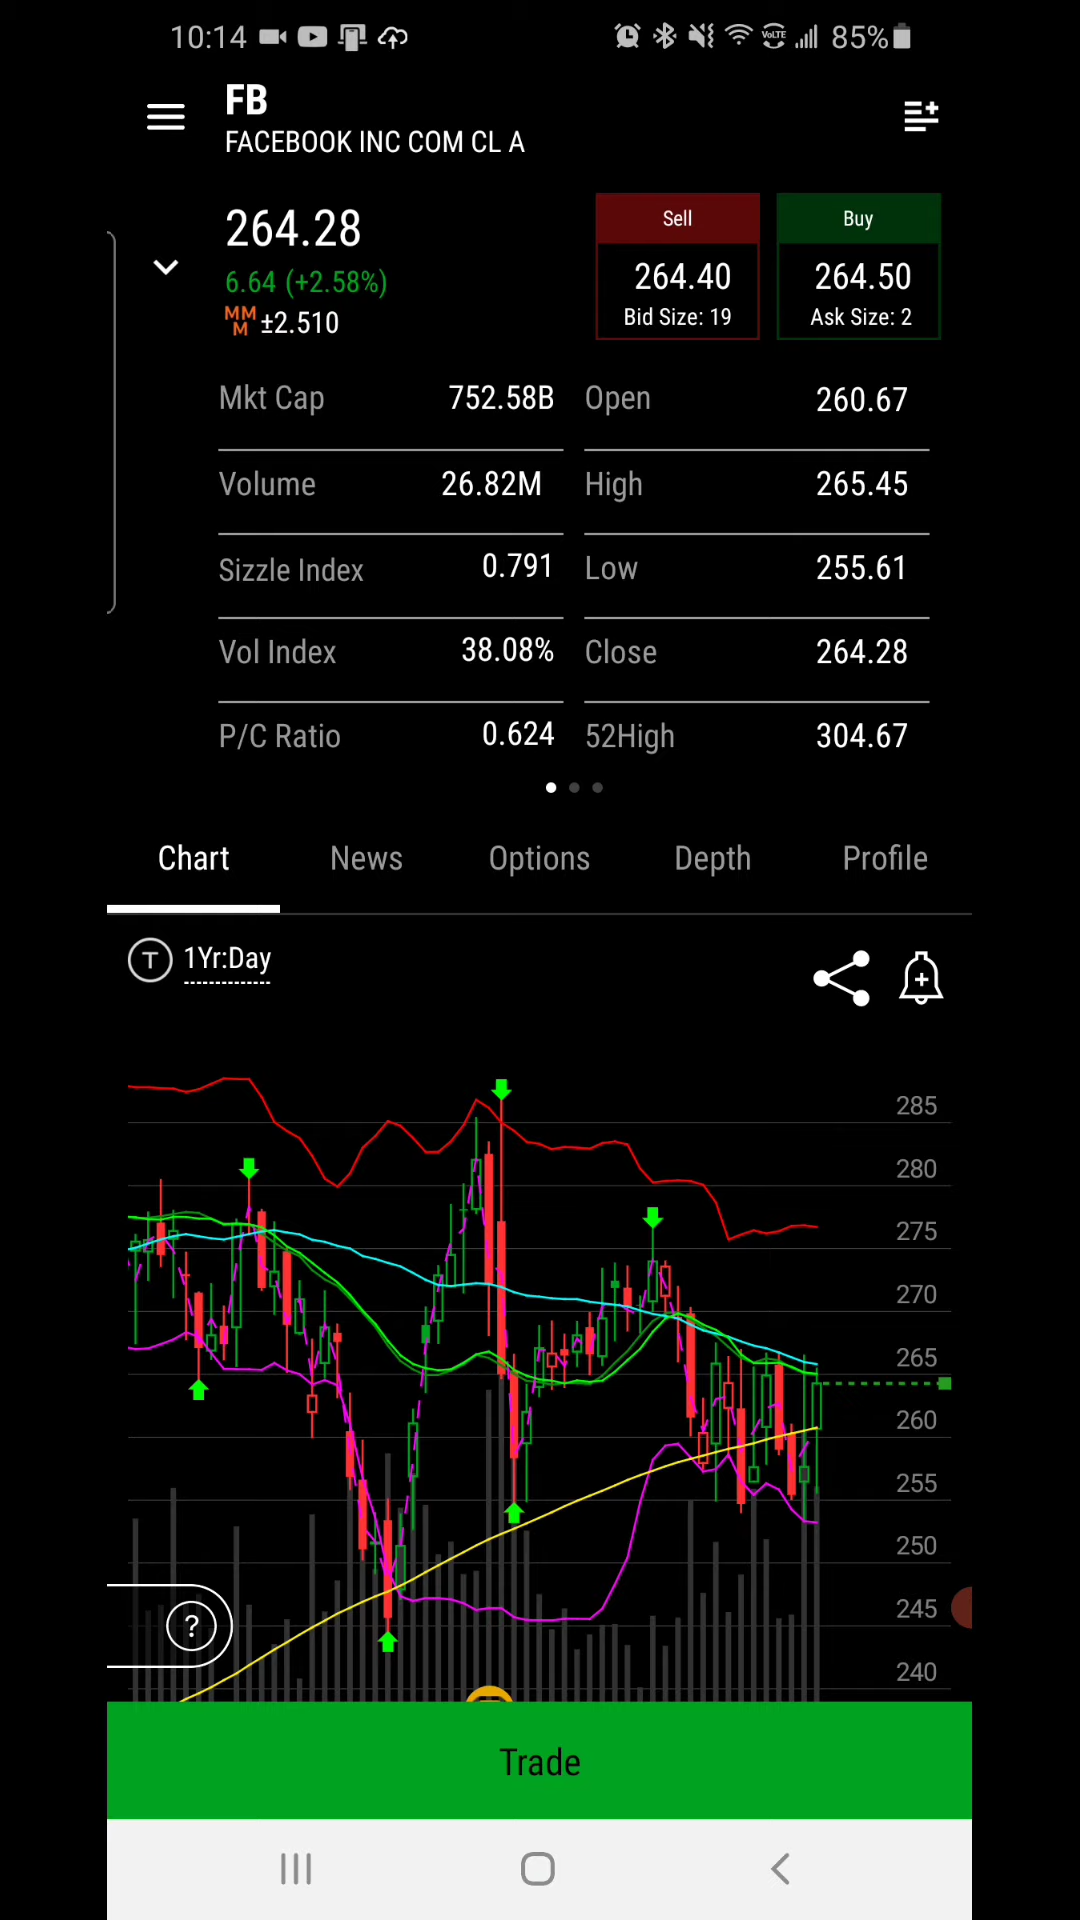 10:14 VoLTE 85%
FB
FACEBOOK INC COM CL A
264.28
6.64 (+2.58%)
MM
M ±2.510
Sell
264.40
Bid Size: 19
Buy
264.50
Ask Size: 2
Mkt Cap 752.58B Open 260.67
Volume 26.82M High 265.45
Sizzle Index 0.791 Low 255.61
Vol Index 38.08% Close 264.28
P/C Ratio 0.624 52High 304.67
Chart News Options Depth Profile
T 1Yr:Day
285
280
275
270
265
260
255
250
245
240
?
Trade